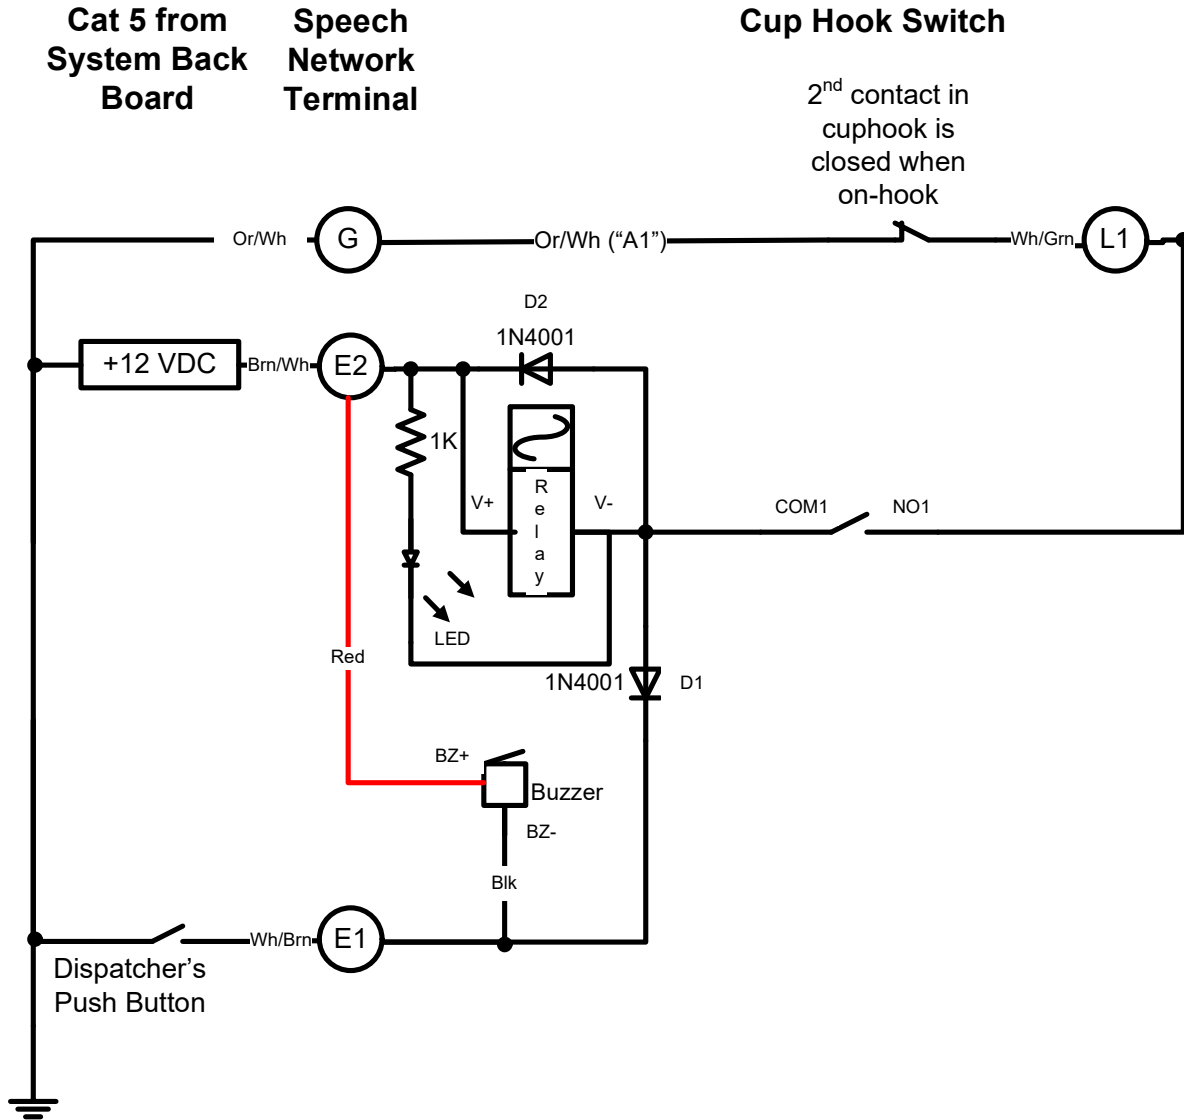 Cat 5 from
System Back
Board
Speech
Network
Terminal
Cup Hook Switch
2nd contact in
cuphook is
closed when
on-hook
Or/Wh
G
Or/Wh (“A1”)
Wh/Grn
L1
D2
1N4001
+12 VDC
Brn/Wh
E2
1K
V+
R
e
l
a
y
V-
COM1
NO1
LED
Red
1N4001
D1
BZ+
Buzzer
BZ-
Blk
Wh/Brn
E1
Dispatcher’s
Push Button